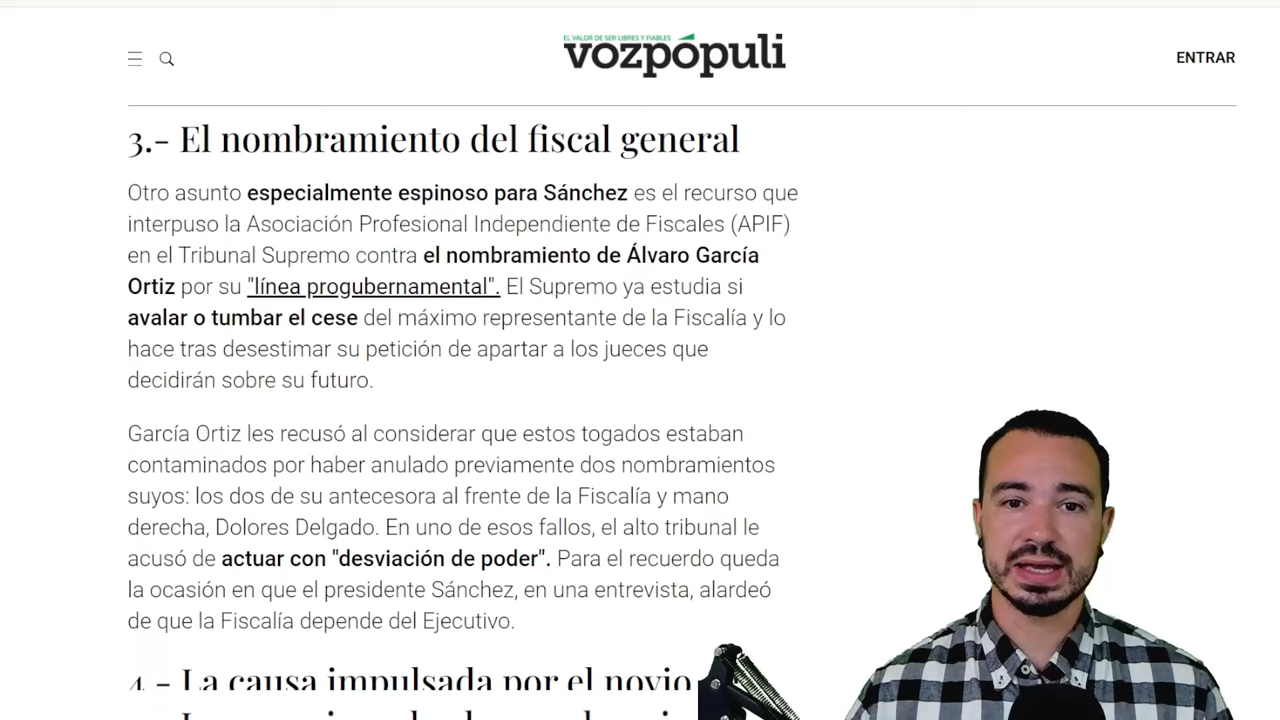 EL VALOR DE SER LIBRES Y FIABLES
vozpópuli
ENTRAR
3.- El nombramiento del fiscal general
Otro asunto especialmente espinoso para Sánchez es el recurso que
interpuso la Asociación Profesional Independiente de Fiscales (APIF)
en el Tribunal Supremo contra el nombramiento de Álvaro García
Ortiz por su "línea progubernamental". El Supremo ya estudia si
avalar o tumbar el cese del máximo representante de la Fiscalía y lo
hace tras desestimar su petición de apartar a los jueces que
decidirán sobre su futuro.
García Ortiz les recusó al considerar que estos togados estaban
contaminados por haber anulado previamente dos nombramientos
suyos: los dos de su antecesora al frente de la Fiscalía y mano
derecha, Dolores Delgado. En uno de esos fallos, el alto tribunal le
acusó de actuar con "desviación de poder". Para el recuerdo queda
la ocasión en que el presidente Sánchez, en una entrevista, alardeó
de que la Fiscalía depende del Ejecutivo.
4.- La causa impulsada por el novio